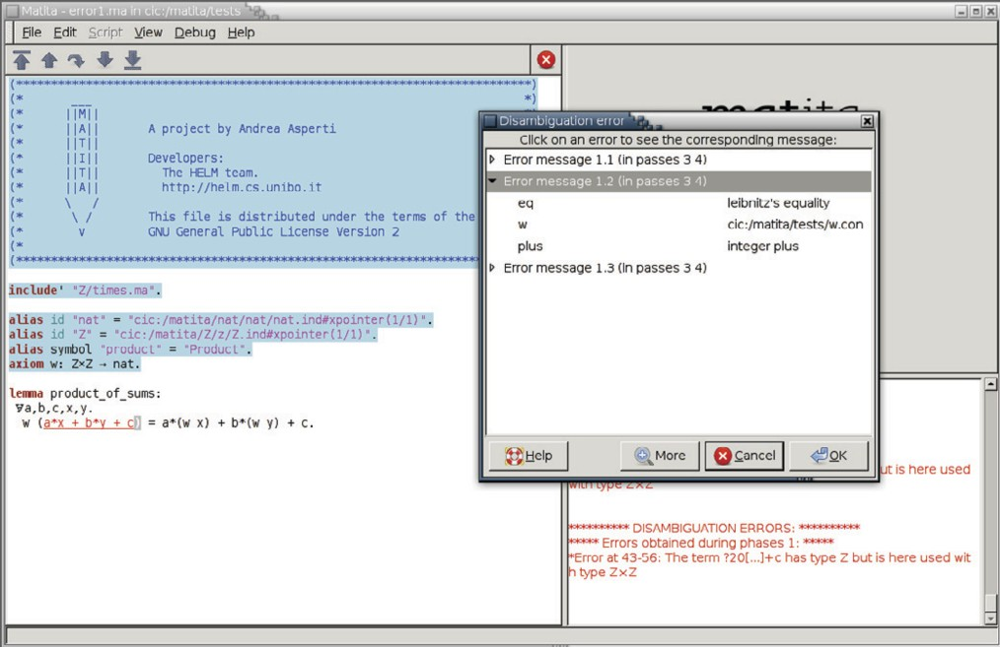 Matita - error1.ma in cic:/matita/tests
File Edit Script View Debug Help
(*****************************************************************)
(* ___ *)
(* ||M||
(* ||A|| A project by Andrea Asperti
(* ||T||
(* ||I|| Developers:
(* ||T|| The HELM team.
(* ||A|| http://helm.cs.unibo.it
(* \ /
(* \ / This file is distributed under the terms of the
(* v GNU General Public License Version 2
(*
(*************************************************************
include' "Z/times.ma".
alias id "nat" = "cic:/matita/nat/nat/nat.ind#xpointer(1/1)".
alias id "Z" = "cic:/matita/Z/z/Z.ind#xpointer(1/1)".
alias symbol "product" = "Product".
axiom w: Z×Z → nat.
lemma product_of_sums:
∀a,b,c,x,y.
w (a*x + b*y + c) = a*(w x) + b*(w y) + c.
matita
Disambiguation error
Click on an error to see the corresponding message:
Error message 1.1 (in passes 3 4)
Error message 1.2 (in passes 3 4)
eq leibnitz's equality
w cic:/matita/tests/w.con
plus integer plus
Error message 1.3 (in passes 3 4)
Help More Cancel OK
ut is here used
with type Z×Z
********** DISAMBIGUATION ERRORS: **********
***** Errors obtained during phases 1: *****
*Error at 43-56: The term ?20[...]+c has type Z but is here used wit
h type Z×Z